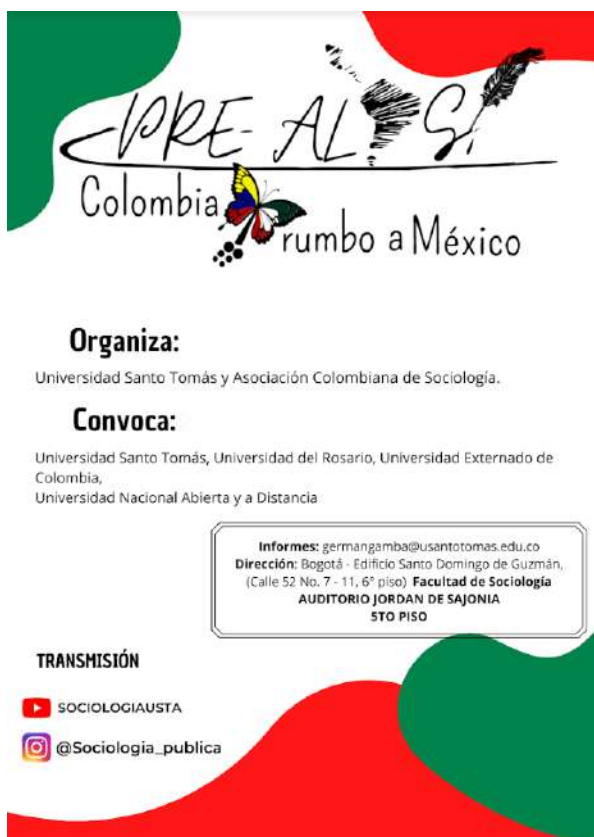 PRE-ALAS
Colombia
rumbo a México
Organiza:
Universidad Santo Tomás y Asociación Colombiana de Sociología.
Convoca:
Universidad Santo Tomás, Universidad del Rosario, Universidad Externado de
Colombia,
Universidad Nacional Abierta y a Distancia
Informes: germangamba@usantotomas.edu.co
Dirección: Bogotá - Edificio Santo Domingo de Guzmán,
(Calle 52 No. 7 - 11, 6° piso) Facultad de Sociología
AUDITORIO JORDAN DE SAJONIA
5TO PISO
TRANSMISIÓN
SOCIOLOGIAUSTA
@Sociologia_publica